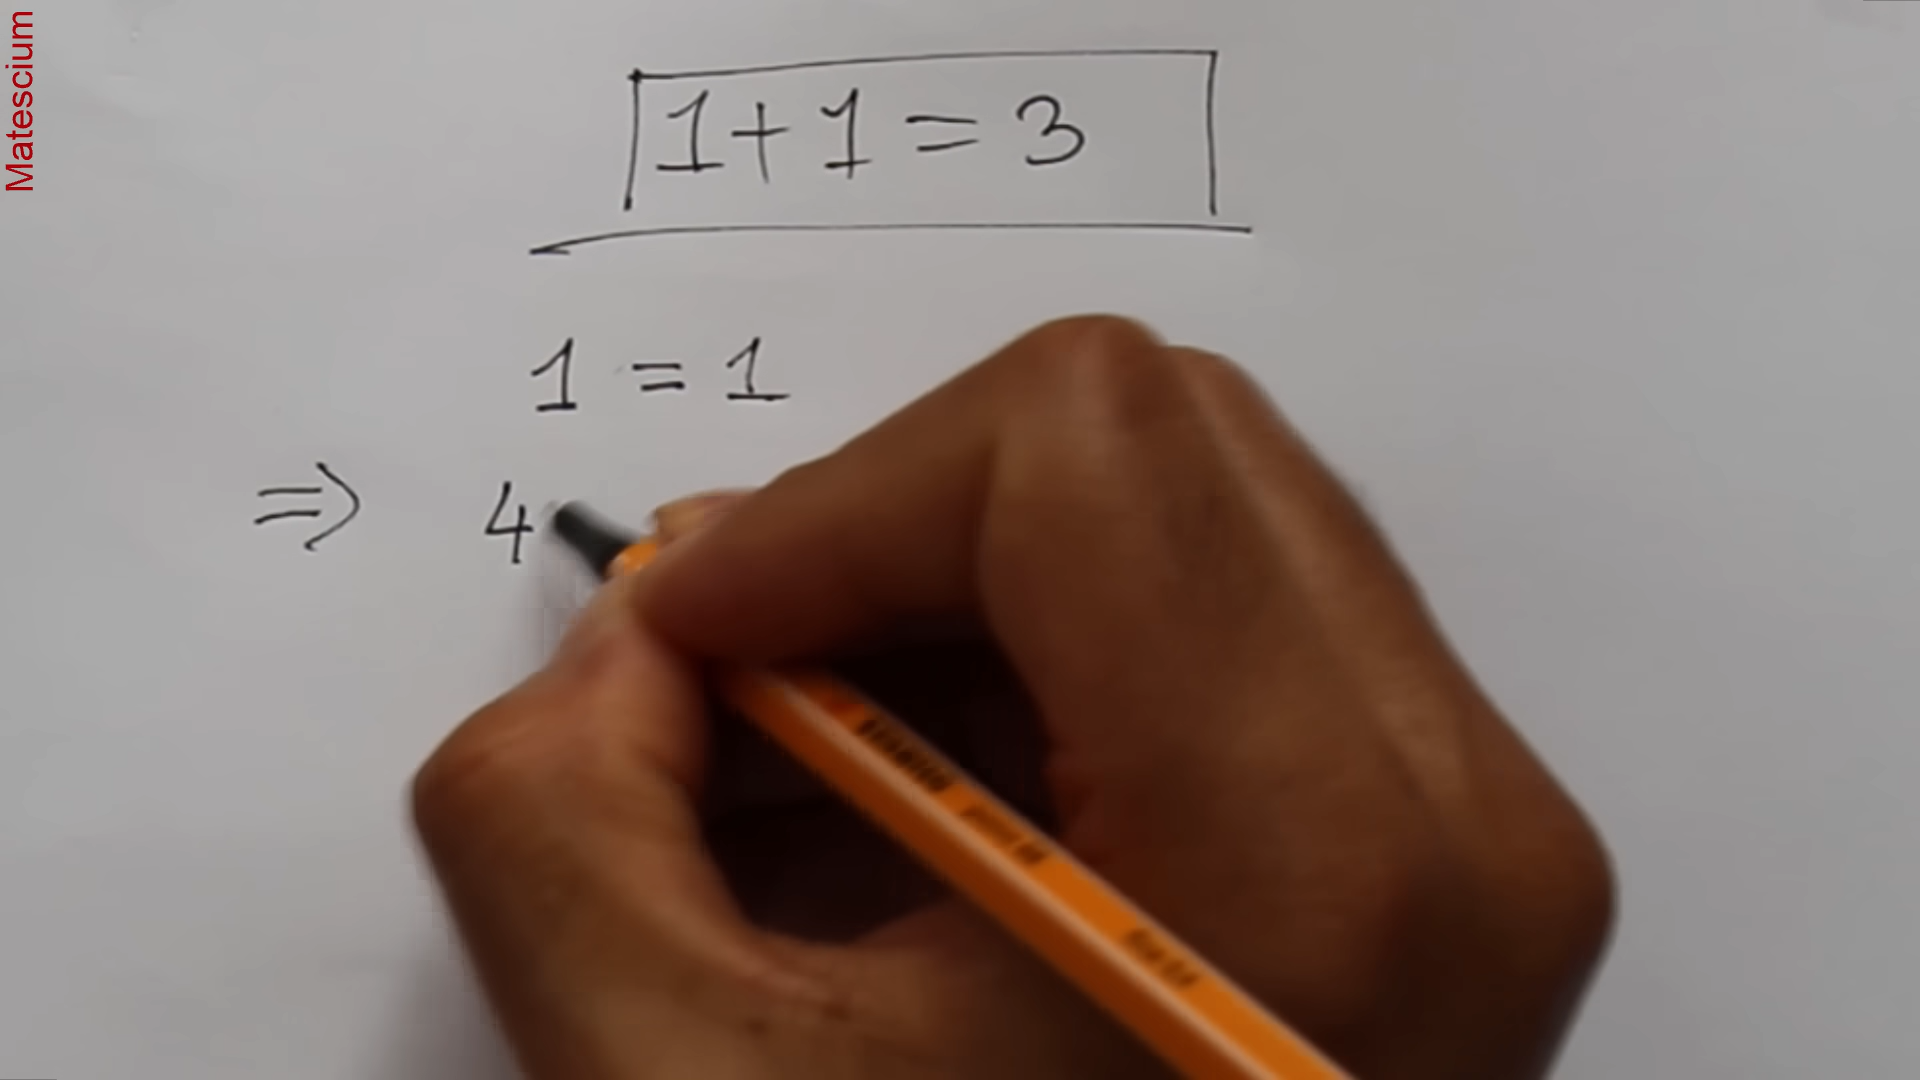 Matescium
1+1=3
1 = 1
⇒ 4